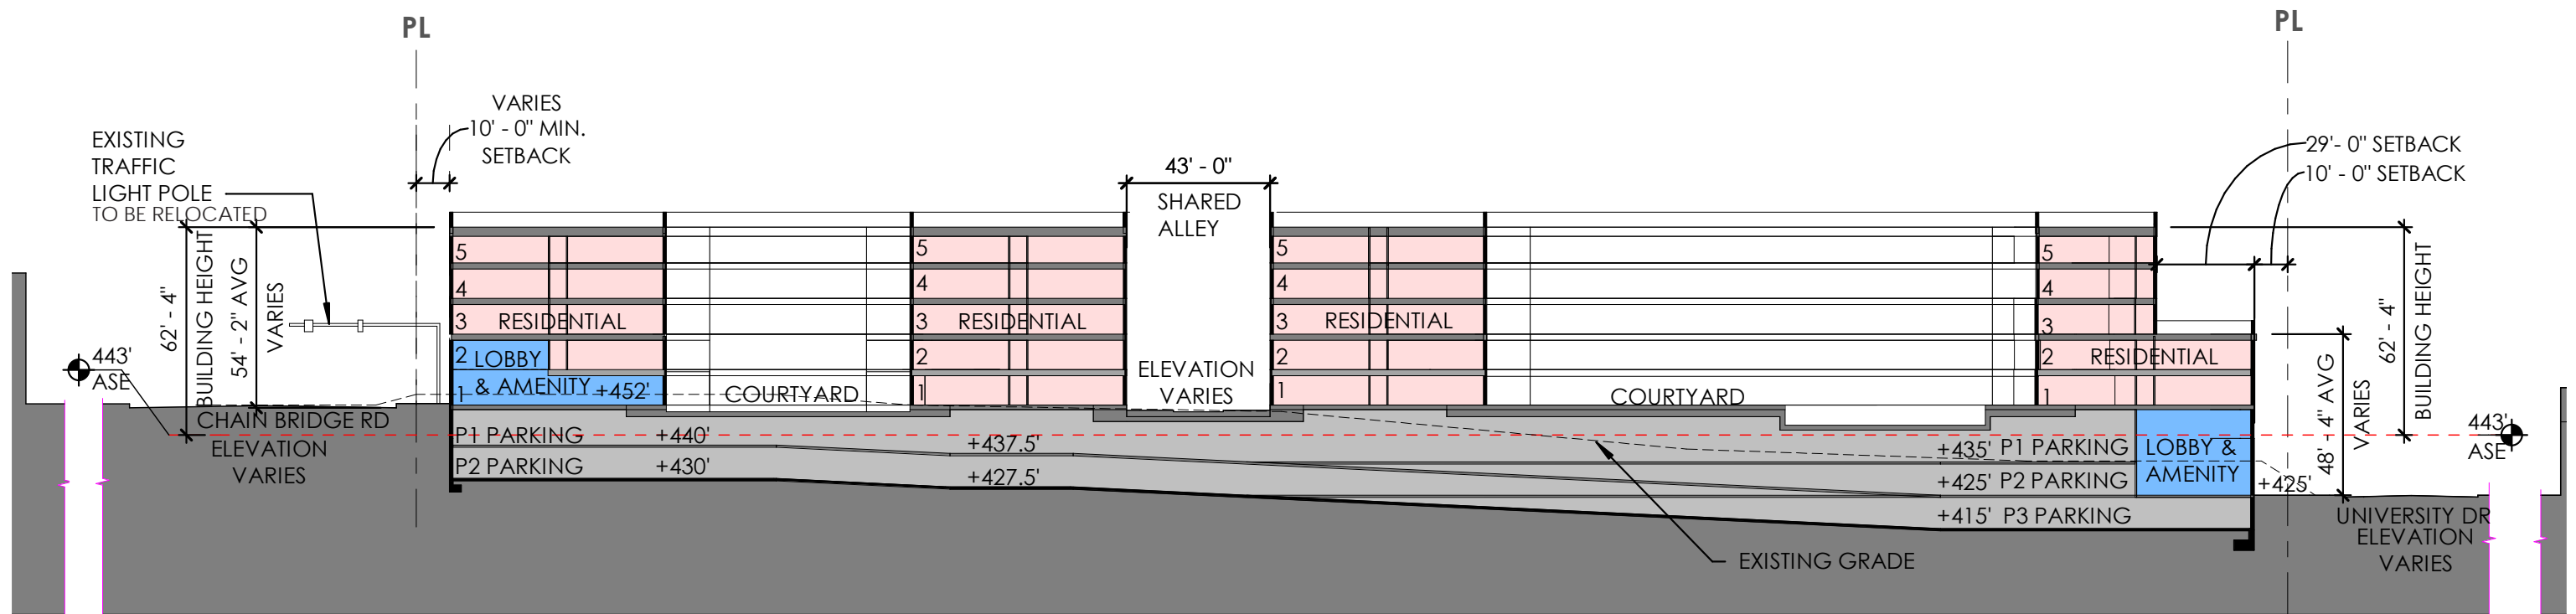 PL
PL
VARIES
10' - 0" MIN.
SETBACK
EXISTING
TRAFFIC
LIGHT POLE
TO BE RELOCATED
43' - 0"
SHARED
ALLEY
29'- 0" SETBACK
10' - 0" SETBACK
62' - 4"
BUILDING HEIGHT
54' - 2" AVG
VARIES
5
4
3 RESIDENTIAL
2 LOBBY
& AMENITY +452'
1
COURTYARD
5
4
3 RESIDENTIAL
2
1
ELEVATION
VARIES
5
4
3 RESIDENTIAL
2
1
COURTYARD
5
4
3
2 RESIDENTIAL
1
48' - 4" AVG
VARIES
62' - 4"
BUILDING HEIGHT
443'
ASE
443'
ASE
CHAIN BRIDGE RD
ELEVATION
VARIES
P1 PARKING +440'
P2 PARKING +430'
+437.5'
+427.5'
+435' P1 PARKING
+425' P2 PARKING
+415' P3 PARKING
LOBBY &
AMENITY
+425'
UNIVERSITY DR
ELEVATION
VARIES
EXISTING GRADE